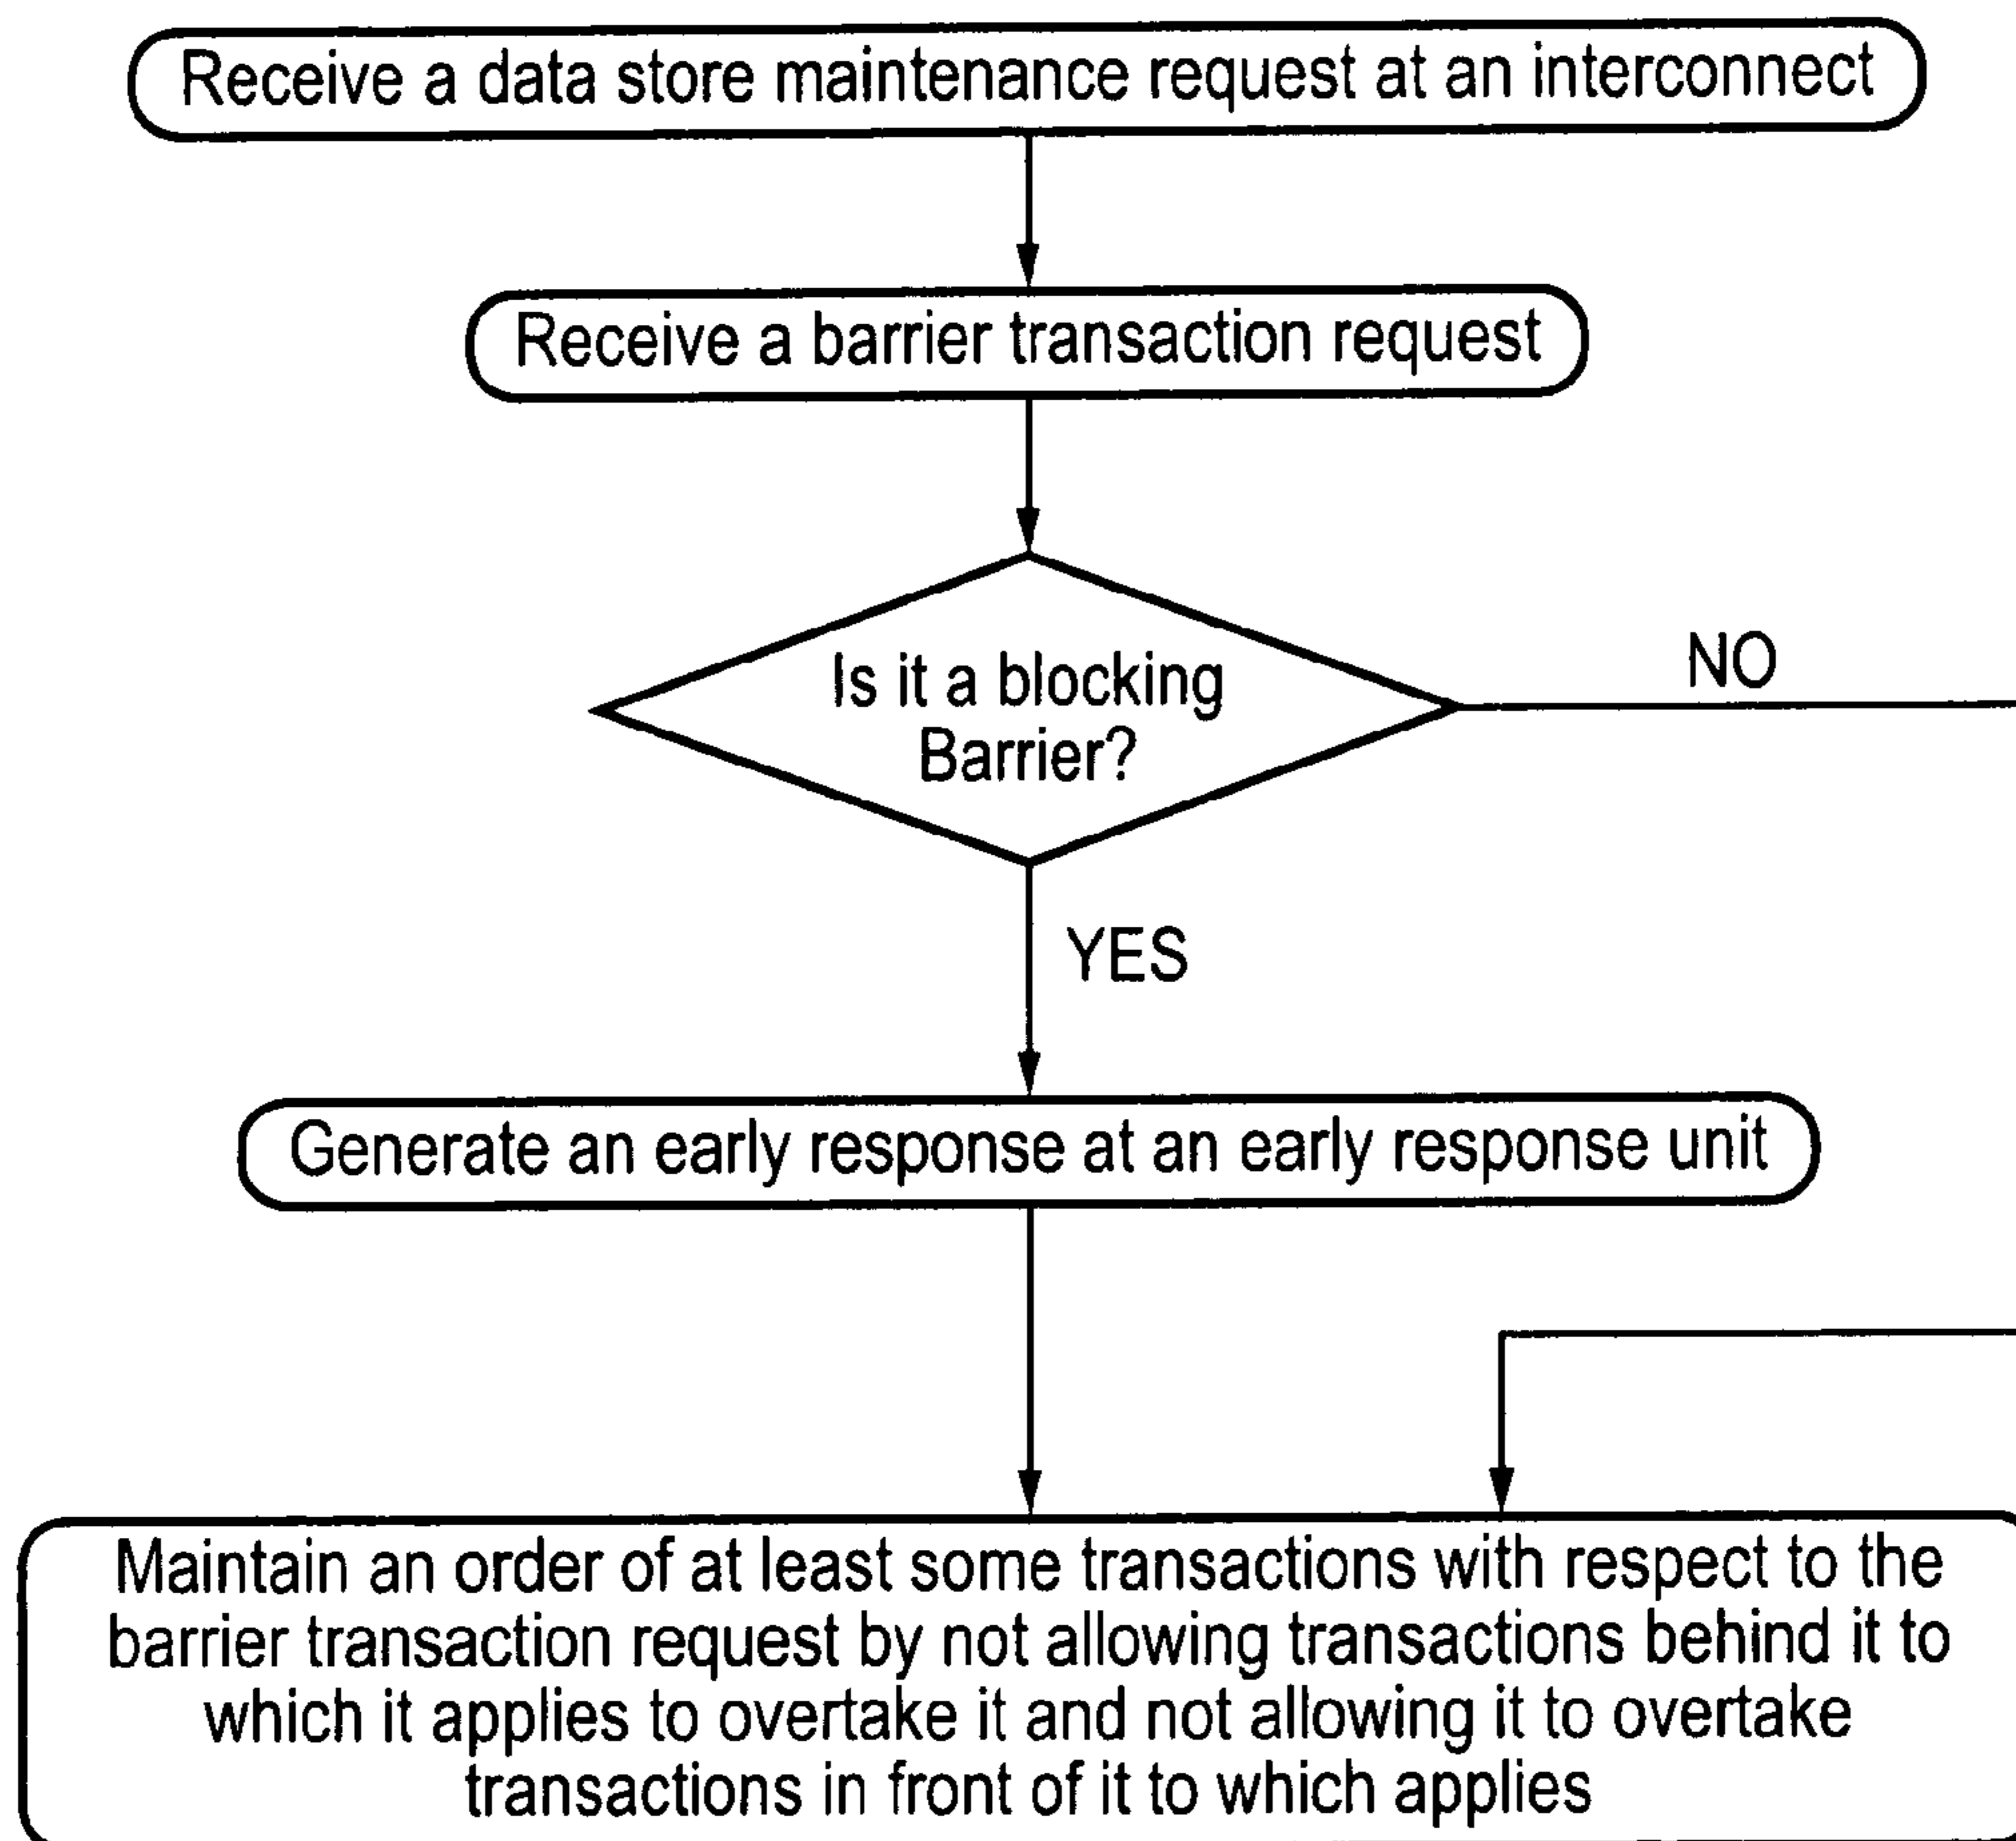 Receive a data store maintenance request at an interconnect
Receive a barrier transaction request
Is it a blocking
Barrier?
NO
YES
Generate an early response at an early response unit
Maintain an order of at least some transactions with respect to the
barrier transaction request by not allowing transactions behind it to
which it applies to overtake it and not allowing it to overtake
transactions in front of it to which applies